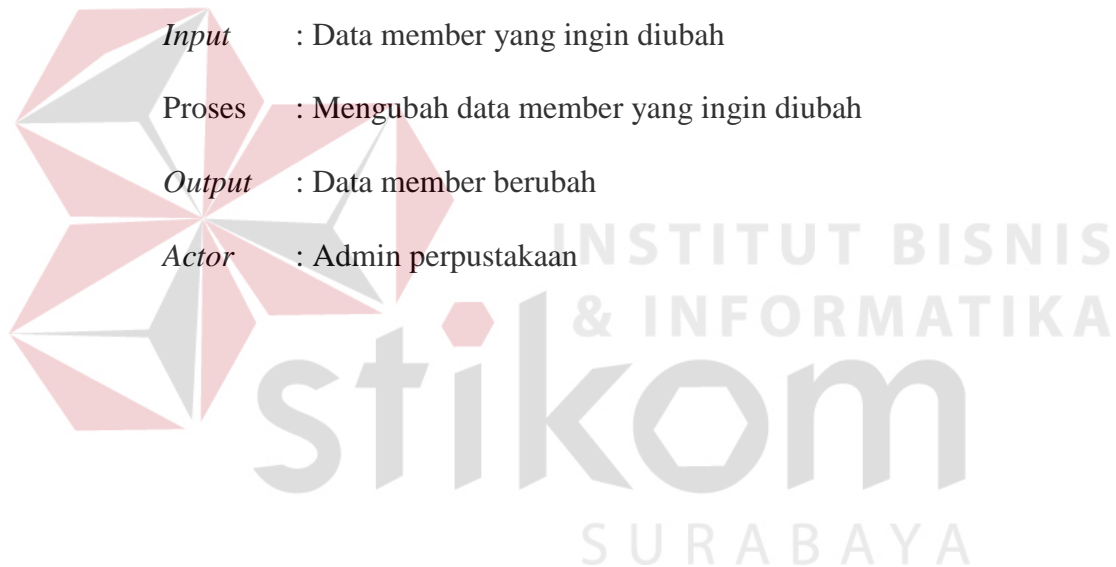 Input : Data member yang ingin diubah
Proses : Mengubah data member yang ingin diubah
Output : Data member berubah
Actor : Admin perpustakaan
INSTITUT BISNIS
& INFORMATIKA
stikom
SURABAYA